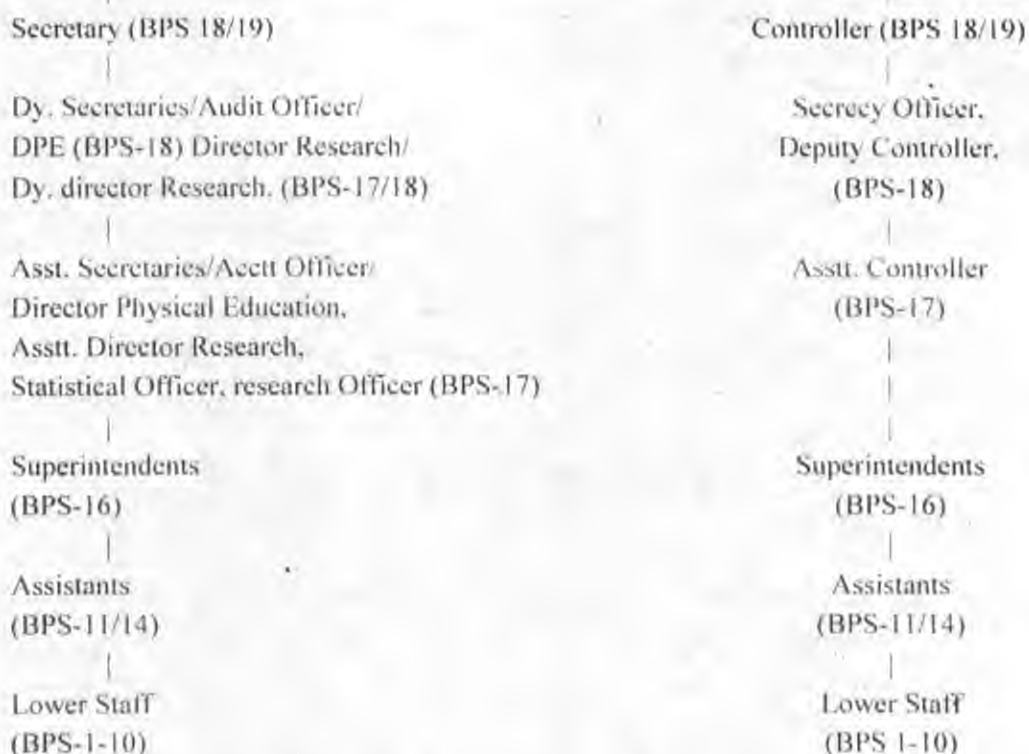 Secretary (BPS 18/19)
Dy. Secretaries/Audit Officer/
DPE (BPS-18) Director Research/
Dy. director Research. (BPS-17/18)
Asst. Secretaries/Acctt Officer/
Director Physical Education,
Asstt. Director Research,
Statistical Officer, research Officer (BPS-17)
Superintendents
(BPS-16)
Assistants
(BPS-11/14)
Lower Staff
(BPS-1-10)
Controller (BPS 18/19)
Secrecy Officer,
Deputy Controller,
(BPS-18)
Asstt. Controller
(BPS-17)
Superintendents
(BPS-16)
Assistants
(BPS-11/14)
Lower Staff
(BPS 1-10)